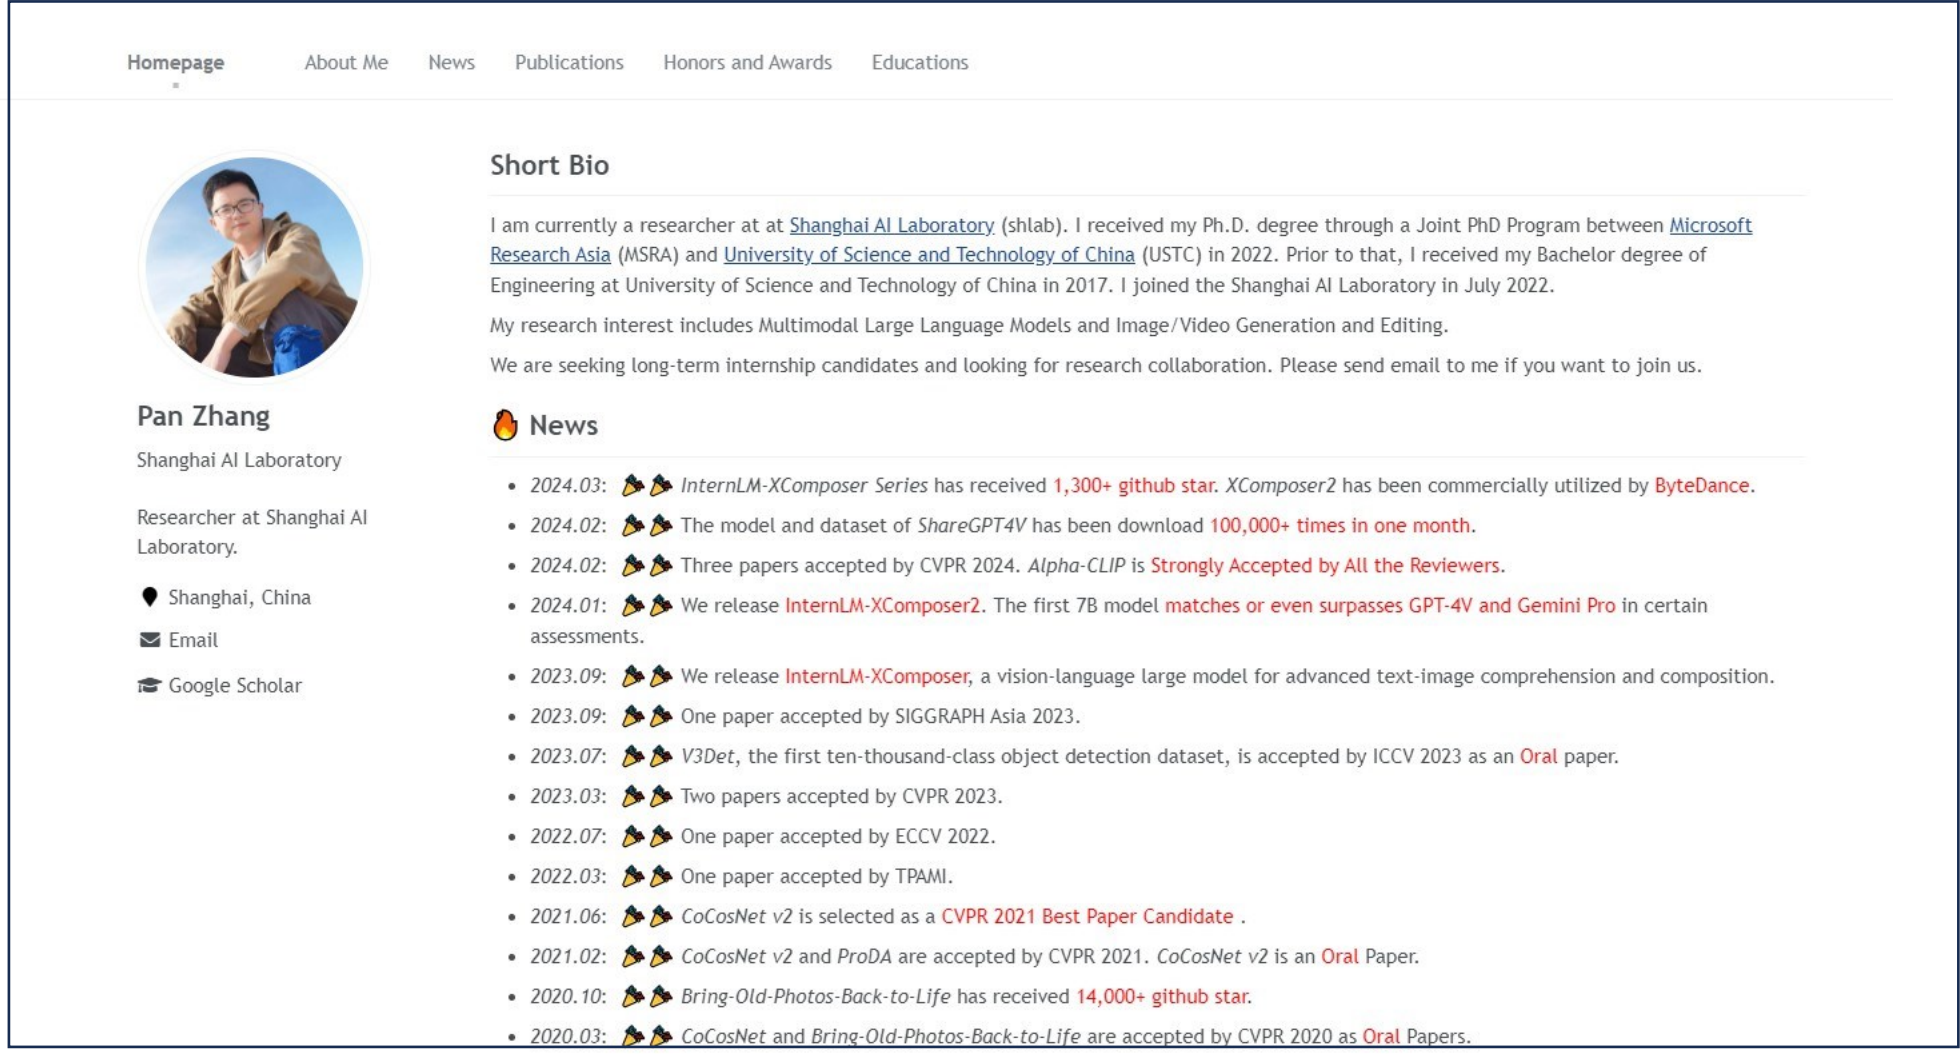 Homepage About Me News Publications Honors and Awards Educations
Pan Zhang
Shanghai AI Laboratory
Researcher at Shanghai AI
Laboratory.
Shanghai, China
Email
Google Scholar
Short Bio
I am currently a researcher at at Shanghai AI Laboratory (shlab). I received my Ph.D. degree through a Joint PhD Program between Microsoft
Research Asia (MSRA) and University of Science and Technology of China (USTC) in 2022. Prior to that, I received my Bachelor degree of
Engineering at University of Science and Technology of China in 2017. I joined the Shanghai AI Laboratory in July 2022.
My research interest includes Multimodal Large Language Models and Image/Video Generation and Editing.
We are seeking long-term internship candidates and looking for research collaboration. Please send email to me if you want to join us.
🔥 News
• 2024.03: 🎉🎉 InternLM-XComposer Series has received 1,300+ github star. XComposer2 has been commercially utilized by ByteDance.
• 2024.02: 🎉🎉 The model and dataset of ShareGPT4V has been download 100,000+ times in one month.
• 2024.02: 🎉🎉 Three papers accepted by CVPR 2024. Alpha-CLIP is Strongly Accepted by All the Reviewers.
• 2024.01: 🎉🎉 We release InternLM-XComposer2. The first 7B model matches or even surpasses GPT-4V and Gemini Pro in certain
assessments.
• 2023.09: 🎉🎉 We release InternLM-XComposer, a vision-language large model for advanced text-image comprehension and composition.
• 2023.09: 🎉🎉 One paper accepted by SIGGRAPH Asia 2023.
• 2023.07: 🎉🎉 V3Det, the first ten-thousand-class object detection dataset, is accepted by ICCV 2023 as an Oral paper.
• 2023.03: 🎉🎉 Two papers accepted by CVPR 2023.
• 2022.07: 🎉🎉 One paper accepted by ECCV 2022.
• 2022.03: 🎉🎉 One paper accepted by TPAMI.
• 2021.06: 🎉🎉 CoCosNet v2 is selected as a CVPR 2021 Best Paper Candidate .
• 2021.02: 🎉🎉 CoCosNet v2 and ProDA are accepted by CVPR 2021. CoCosNet v2 is an Oral Paper.
• 2020.10: 🎉🎉 Bring-Old-Photos-Back-to-Life has received 14,000+ github star.
• 2020.03: 🎉🎉 CoCosNet and Bring-Old-Photos-Back-to-Life are accepted by CVPR 2020 as Oral Papers.